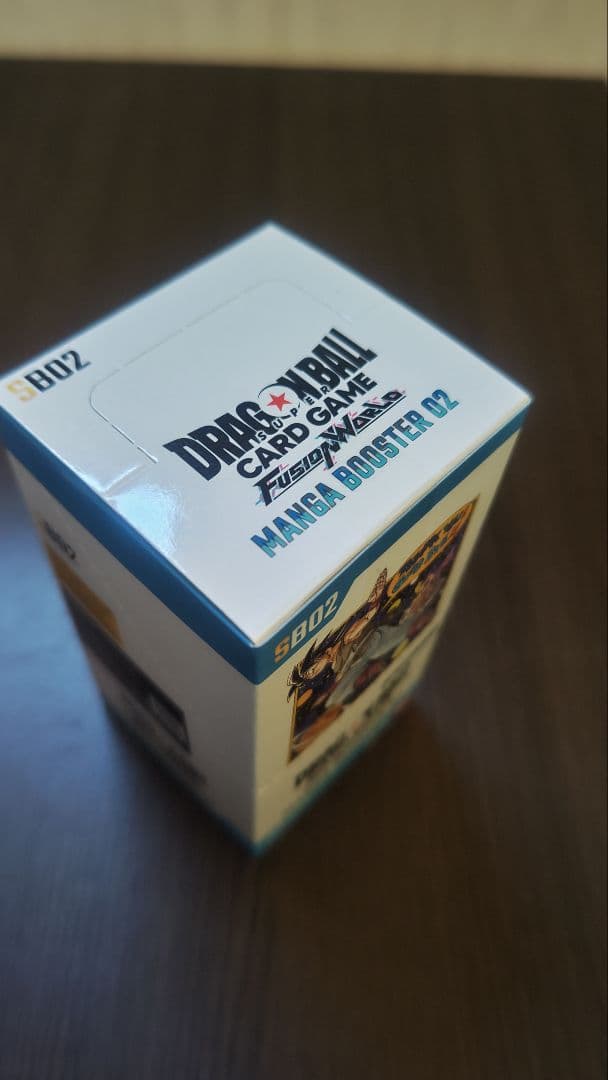 SB02
DRAGON BALL
SUPER
CARD GAME
FUSION WORLD
MANGA BOOSTER 02
SB02